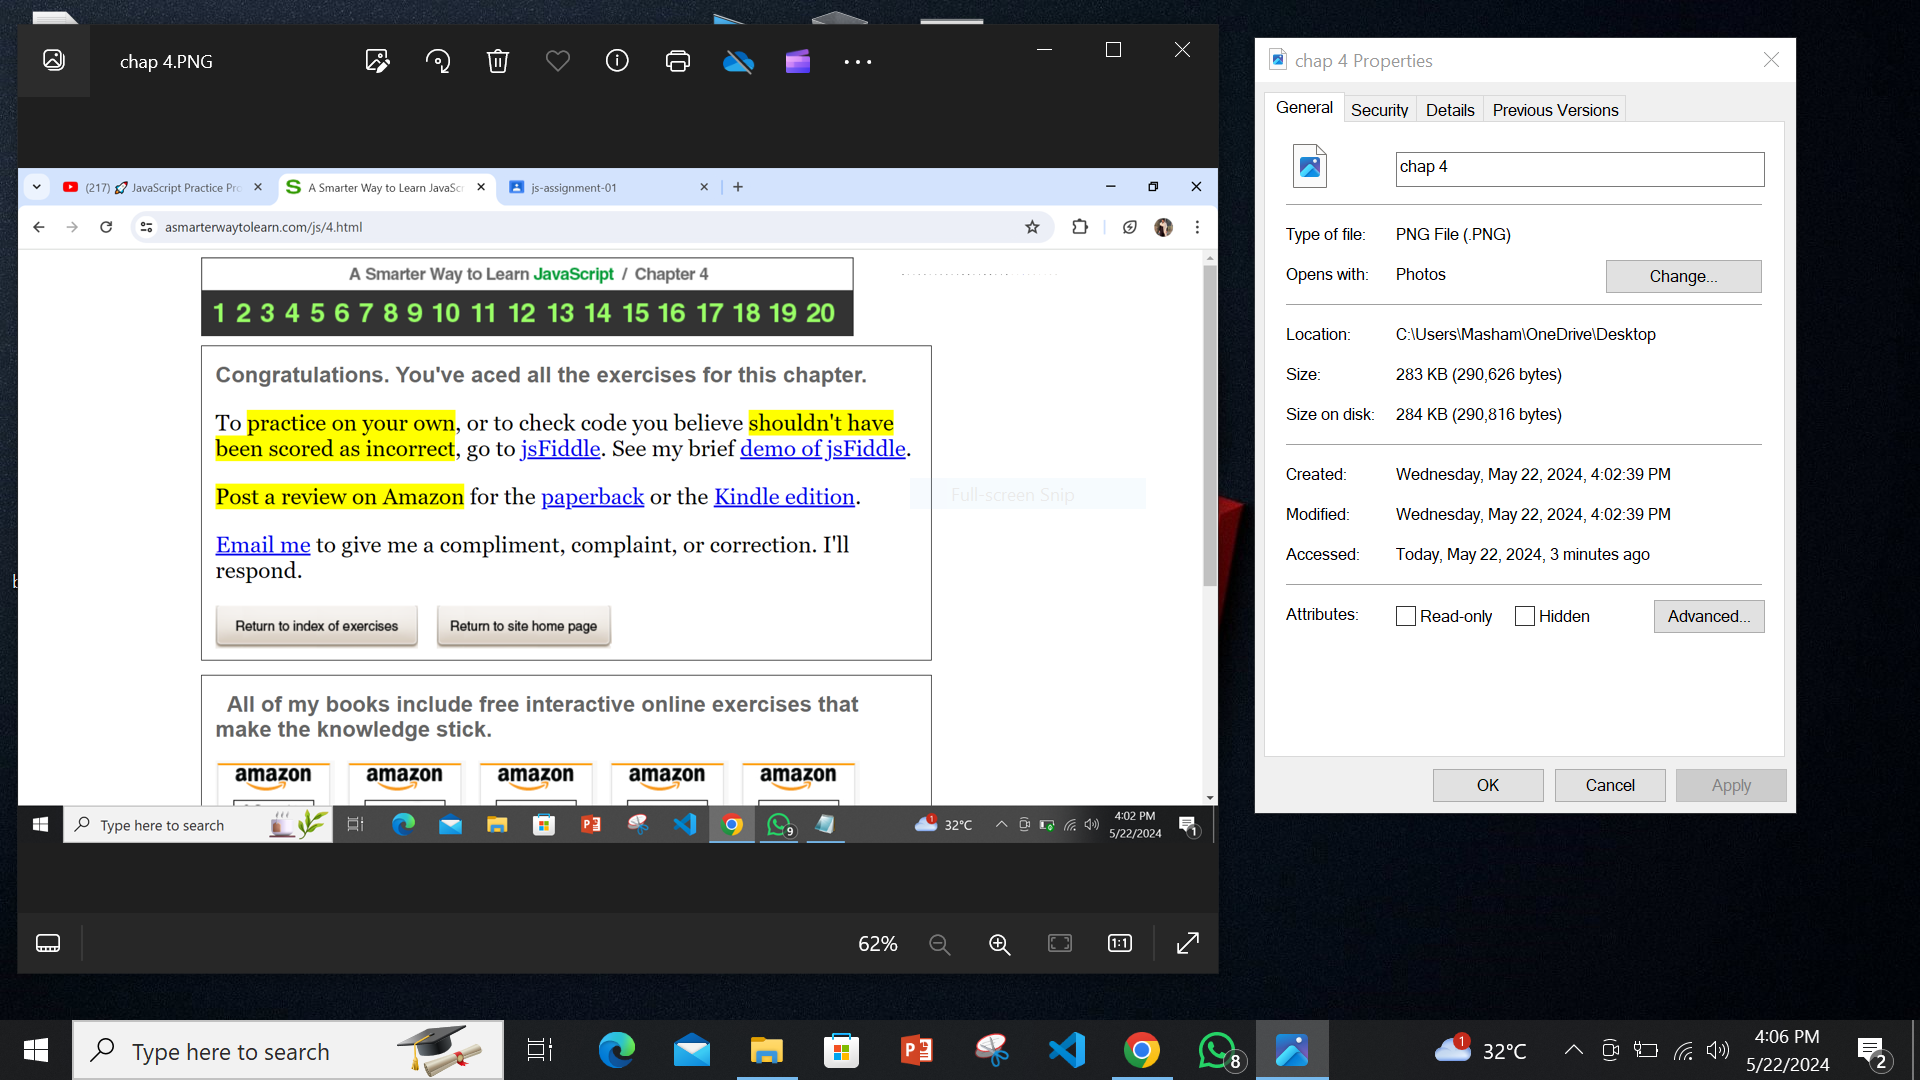 chap 4.PNG
(217) 🚀 JavaScript Practice Pro
A Smarter Way to Learn JavaSc
js-assignment-01
asmarterwaytolearn.com/js/4.html
A Smarter Way to Learn JavaScript / Chapter 4
1 2 3 4 5 6 7 8 9 10 11 12 13 14 15 16 17 18 19 20
Congratulations. You've aced all the exercises for this chapter.
To practice on your own, or to check code you believe shouldn't have
been scored as incorrect, go to jsFiddle. See my brief demo of jsFiddle.
Post a review on Amazon for the paperback or the Kindle edition.
Full-screen Snip
Email me to give me a compliment, complaint, or correction. I'll
respond.
Return to index of exercises Return to site home page
All of my books include free interactive online exercises that
make the knowledge stick.
amazon amazon amazon amazon amazon
Type here to search
9
1
32°C
4:02 PM
5/22/2024
1
62%
1:1
chap 4 Properties
General Security Details Previous Versions
chap 4
Type of file: PNG File (.PNG)
Opens with: Photos Change...
Location: C:\Users\Masham\OneDrive\Desktop
Size: 283 KB (290,626 bytes)
Size on disk: 284 KB (290,816 bytes)
Created: Wednesday, May 22, 2024, 4:02:39 PM
Modified: Wednesday, May 22, 2024, 4:02:39 PM
Accessed: Today, May 22, 2024, 3 minutes ago
Attributes: Read-only Hidden Advanced...
OK Cancel Apply
Type here to search
8
1
32°C
4:06 PM
5/22/2024
2